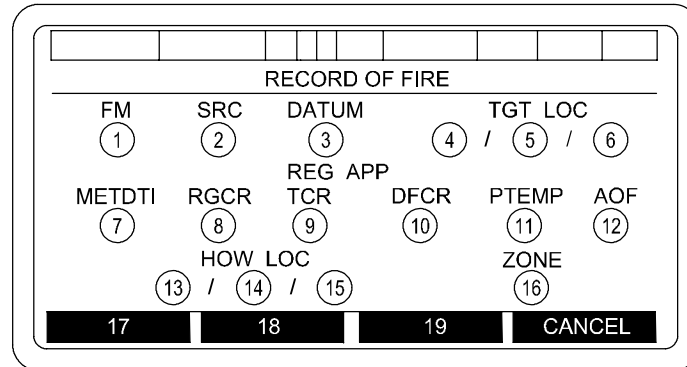 RECORD OF FIRE
FM SRC DATUM TGT LOC
1 2 3 4 / 5 / 6
REG APP
METDTI RGCR TCR DFCR PTEMP AOF
7 8 9 10 11 12
HOW LOC ZONE
13 / 14 / 15 16
17 18 19 CANCEL